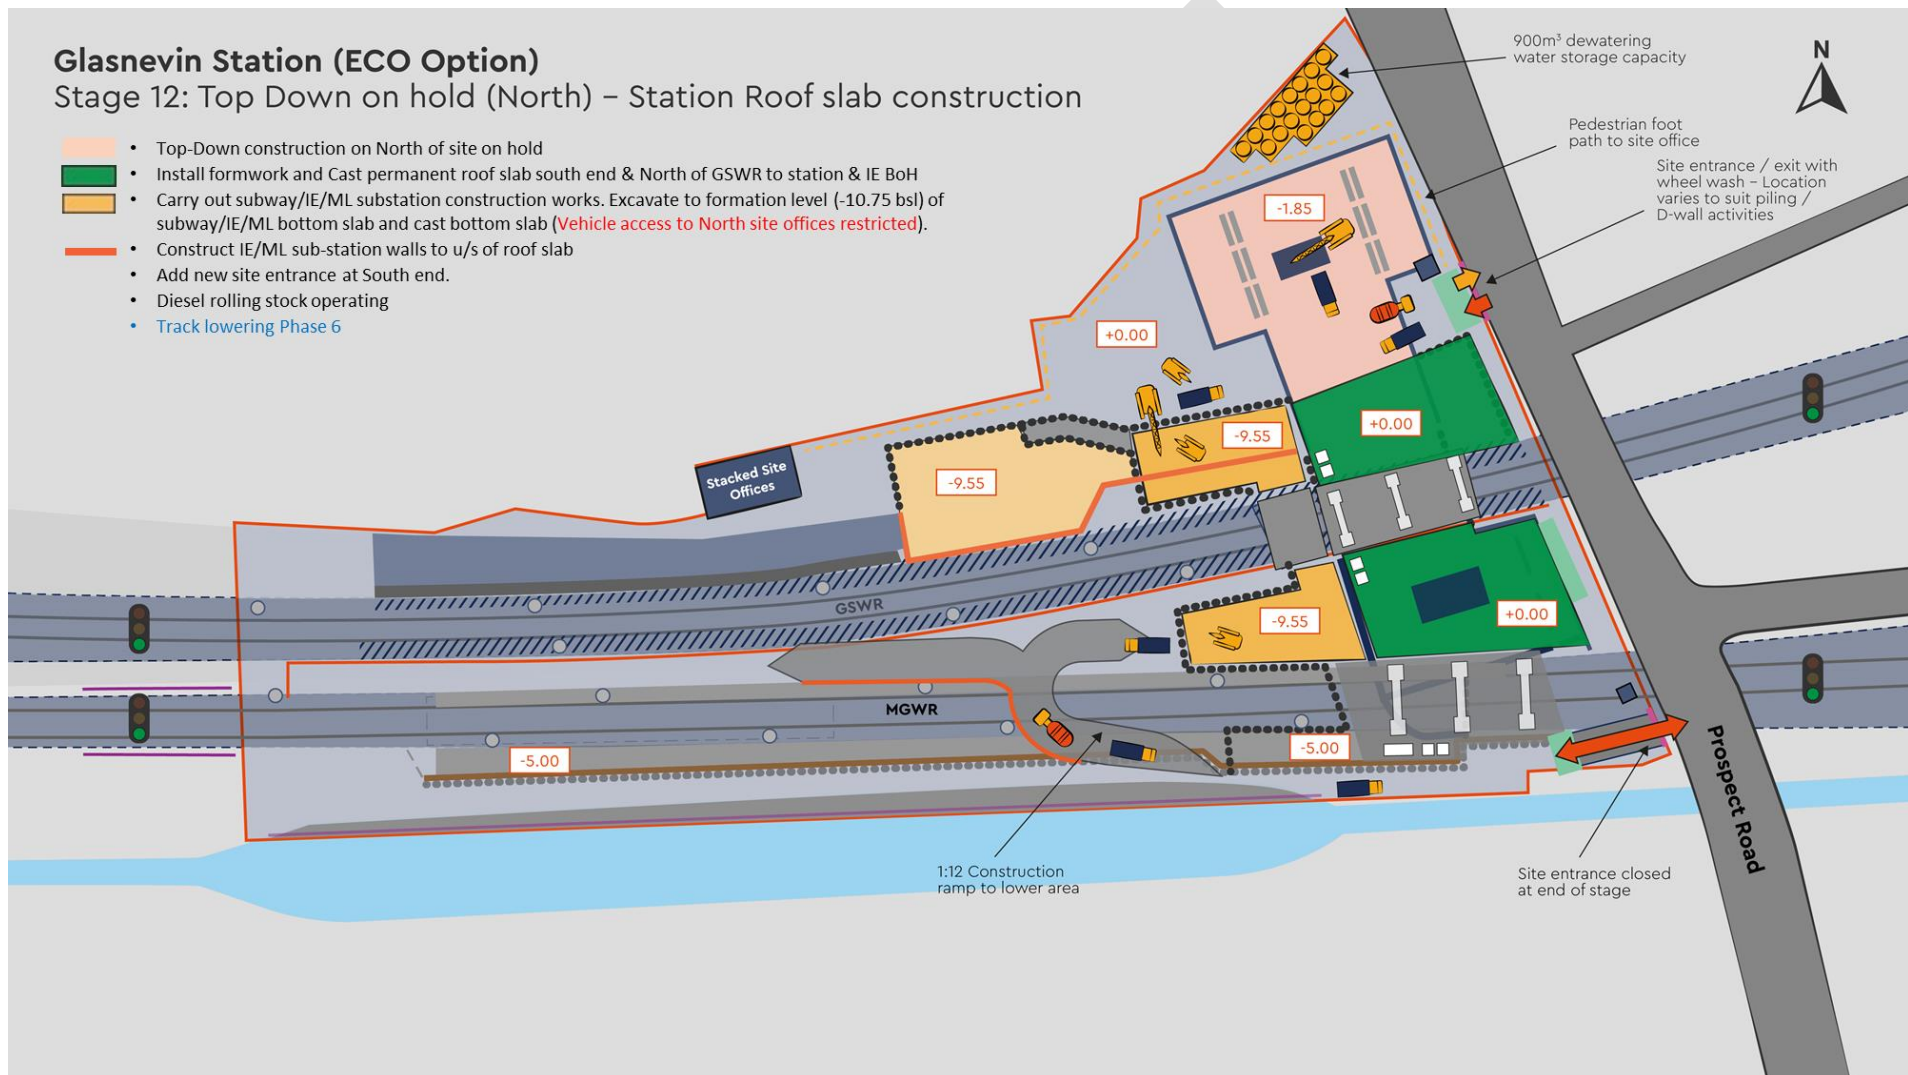 Glasnevin Station (ECO Option)
Stage 12: Top Down on hold (North) – Station Roof slab construction
• Top-Down construction on North of site on hold
• Install formwork and Cast permanent roof slab south end & North of GSWR to station & IE BoH
• Carry out subway/IE/ML substation construction works. Excavate to formation level (-10.75 bsl) of
subway/IE/ML bottom slab and cast bottom slab (Vehicle access to North site offices restricted).
• Construct IE/ML sub-station walls to u/s of roof slab
• Add new site entrance at South end.
• Diesel rolling stock operating
• Track lowering Phase 6
900m³ dewatering
water storage capacity
N
Pedestrian foot
path to site office
Site entrance / exit with
wheel wash – Location
varies to suit piling /
D-wall activities
-1.85
+0.00
+0.00
-9.55
Stacked Site
Offices
-9.55
GSWR
-9.55
+0.00
MGWR
-5.00
-5.00
Prospect Road
1:12 Construction
ramp to lower area
Site entrance closed
at end of stage